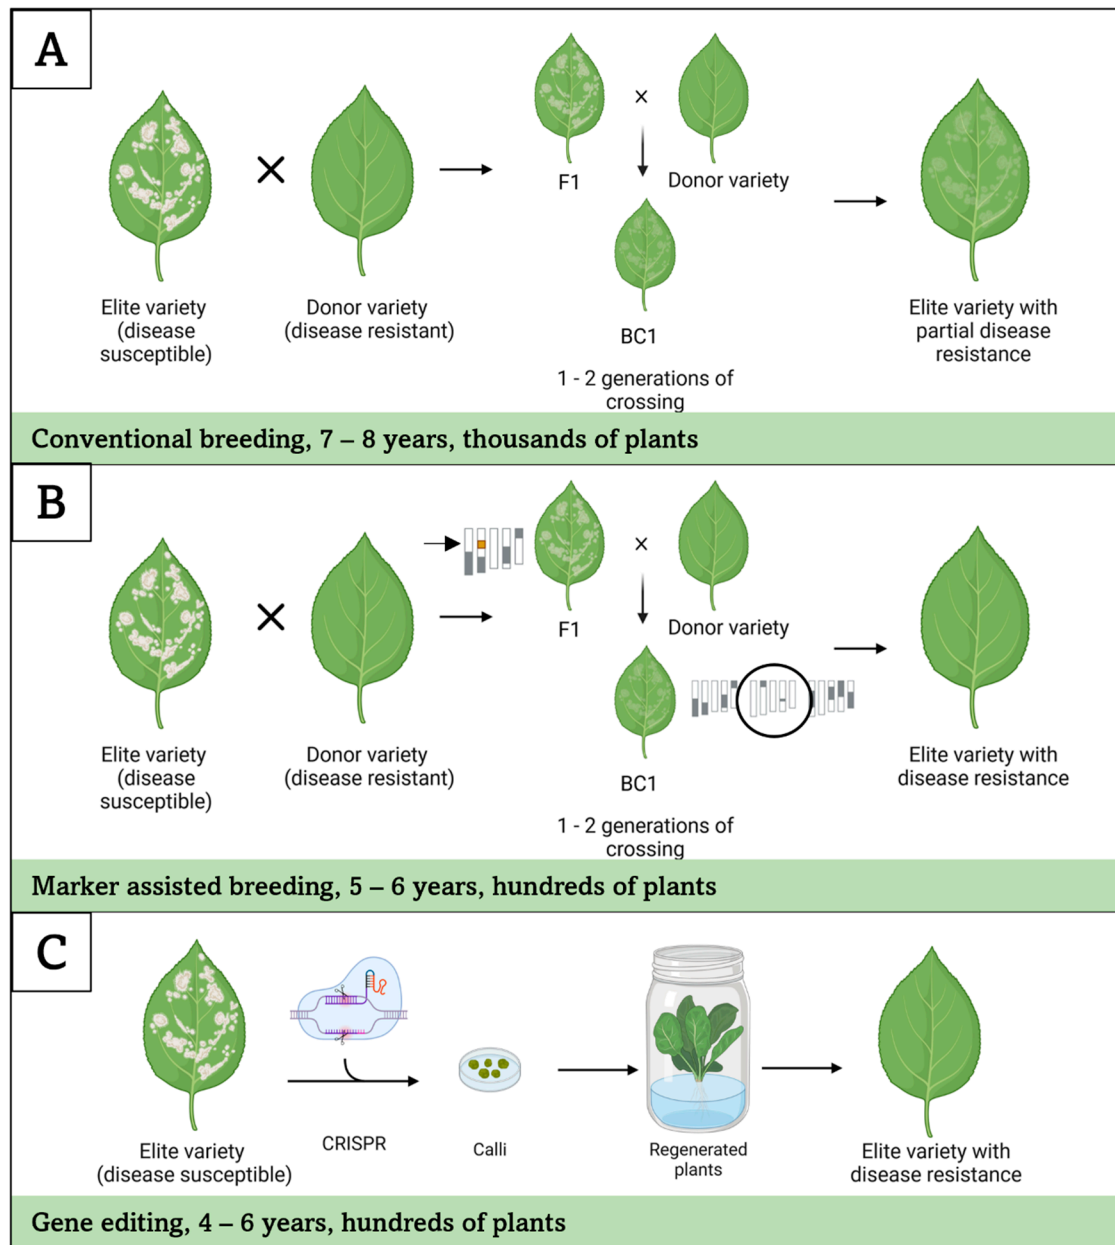 A
Elite variety
(disease
susceptible)
×
Donor variety
(disease resistant)
F1
×
Donor variety
BC1
1 - 2 generations of
crossing
Elite variety with
partial disease
resistance
Conventional breeding, 7 – 8 years, thousands of plants
B
Elite variety
(disease
susceptible)
×
Donor variety
(disease resistant)
F1
×
Donor variety
BC1
1 - 2 generations of
crossing
Elite variety with
disease resistance
Marker assisted breeding, 5 – 6 years, hundreds of plants
C
Elite variety
(disease susceptible)
CRISPR
Calli
Regenerated
plants
Elite variety with
disease resistance
Gene editing, 4 – 6 years, hundreds of plants